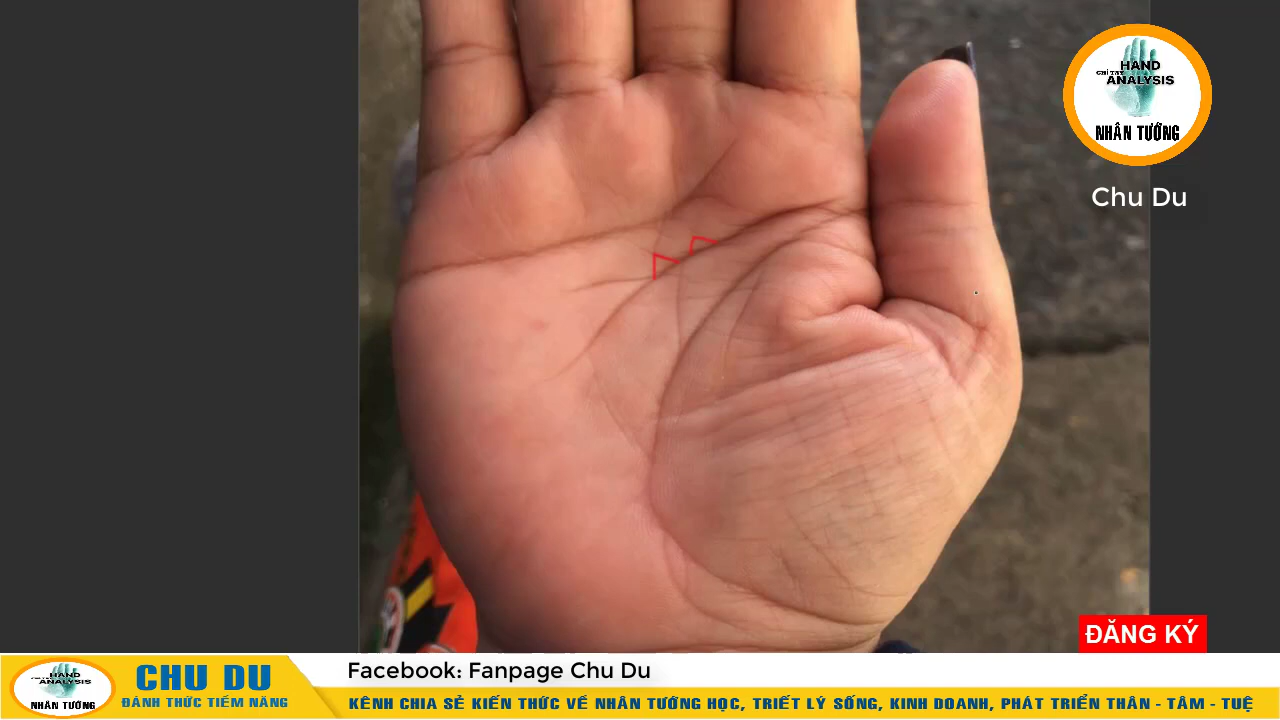 HAND
CHỈ TAY
ANALYSIS
NHÂN TƯỚNG
Chu Du
ĐĂNG KÝ
HAND
ANALYSIS
NHÂN TƯỚNG
CHU DU
ĐÁNH THỨC TIỀM NĂNG
Facebook: Fanpage Chu Du
KÊNH CHIA SẺ KIẾN THỨC VỀ NHÂN TƯỚNG HỌC, TRIẾT LÝ SỐNG, KINH DOANH, PHÁT TRIỂN THÂN - TÂM - TUỆ